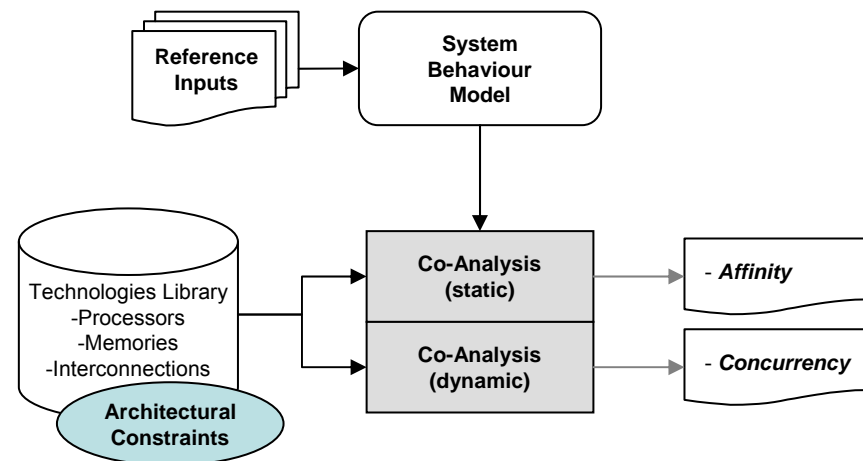 Reference
Inputs
System
Behaviour
Model
Technologies Library
-Processors
-Memories
-Interconnections
Architectural
Constraints
Co-Analysis
(static)
Co-Analysis
(dynamic)
- Affinity
- Concurrency